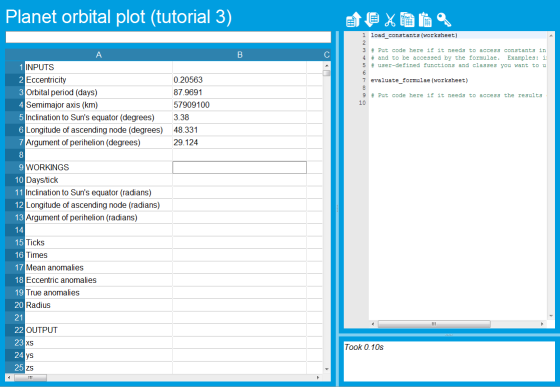 Planet orbital plot (tutorial 3)
A B C
1 INPUTS
2 Eccentricity 0.20563
3 Orbital period (days) 87.9691
4 Semimajor axis (km) 57909100
5 Inclination to Sun's equator (degrees) 3.38
6 Longitude of ascending node (degrees) 48.331
7 Argument of perihelion (degrees) 29.124
8
9 WORKINGS
10 Days/tick
11 Inclination to Sun's equator (radians)
12 Longitude of ascending node (radians)
13 Argument of perihelion (radians)
14
15 Ticks
16 Times
17 Mean anomalies
18 Eccentric anomalies
19 True anomalies
20 Radius
21
22 OUTPUT
23 xs
24 ys
25 zs
1 load_constants(worksheet)
2
3 # Put code here if it needs to access constants in
4 # and to be accessed by the formulae. Examples: i
5 # user-defined functions and classes you want to u
6
7 evaluate_formulae(worksheet)
8
9 # Put code here if it needs to access the results
10
Took 0.10s